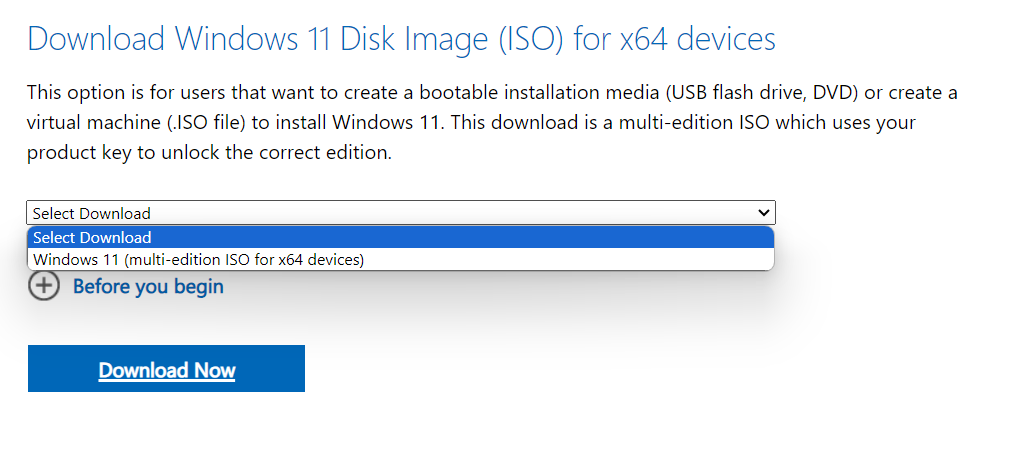 Download Windows 11 Disk Image (ISO) for x64 devices
This option is for users that want to create a bootable installation media (USB flash drive, DVD) or create a
virtual machine (.ISO file) to install Windows 11. This download is a multi-edition ISO which uses your
product key to unlock the correct edition.
Select Download
Select Download
Windows 11 (multi-edition ISO for x64 devices)
Before you begin
Download Now